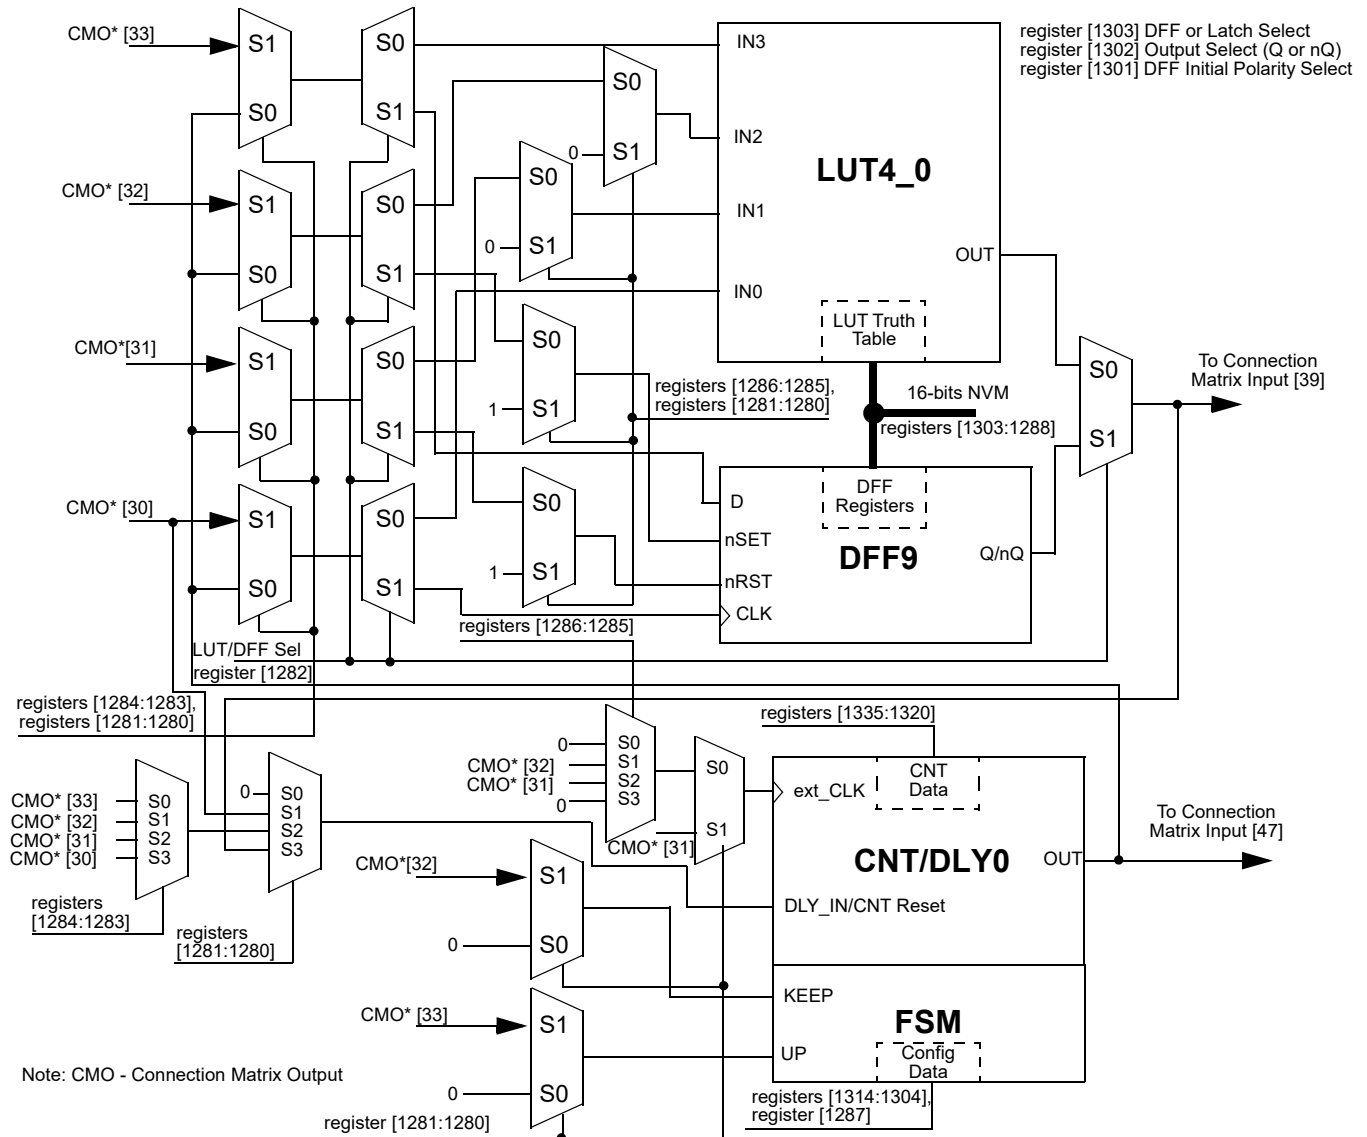 CMO* [33]
S1
S0
S0
S1
IN3
register [1303] DFF or Latch Select
register [1302] Output Select (Q or nQ)
register [1301] DFF Initial Polarity Select
S0
S1
0
IN2
LUT4_0
CMO* [32]
S1
S0
S0
S1
S0
S1
0
IN1
IN0
OUT
LUT Truth
Table
CMO*[31]
S1
S0
S0
S1
S0
S1
1
registers [1286:1285],
registers [1281:1280]
16-bits NVM
registers [1303:1288]
S0
S1
To Connection
Matrix Input [39]
CMO* [30]
S1
S0
S0
S1
S0
S1
1
D
nSET
nRST
CLK
DFF
Registers
DFF9
Q/nQ
registers [1286:1285]
LUT/DFF Sel
register [1282]
registers [1284:1283],
registers [1281:1280]
CMO* [33]
CMO* [32]
CMO* [31]
CMO* [30]
S0
S1
S2
S3
registers
[1284:1283]
0
S0
S1
S2
S3
registers
[1281:1280]
0
CMO* [32]
CMO* [31]
0
S0
S1
S2
S3
S0
S1
CMO* [31]
registers [1335:1320]
ext_CLK
CNT
Data
CNT/DLY0
OUT
To Connection
Matrix Input [47]
DLY_IN/CNT Reset
CMO*[32]
S1
0
S0
KEEP
FSM
CMO* [33]
S1
0
S0
UP
Config
Data
Note: CMO - Connection Matrix Output
register [1281:1280]
registers [1314:1304],
register [1287]